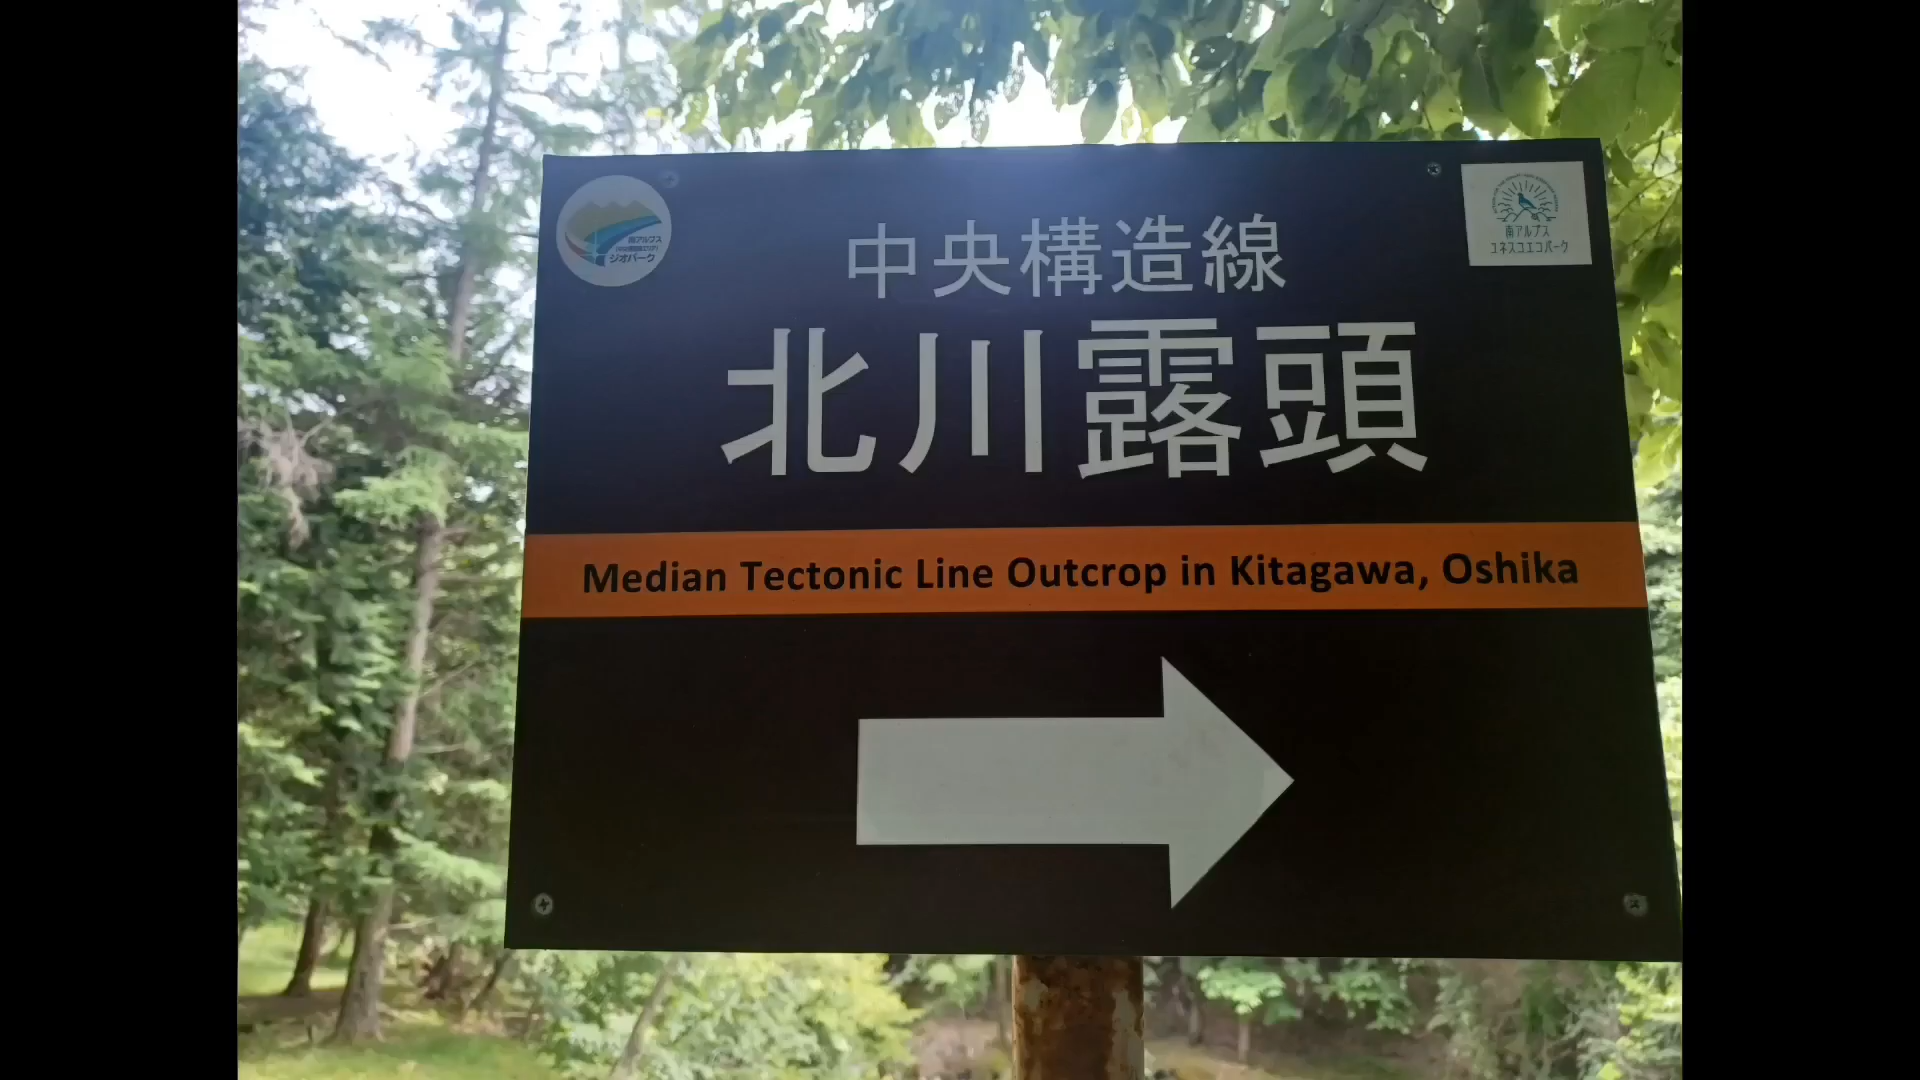 中央構造線
北川露頭
Median Tectonic Line Outcrop in Kitagawa, Oshika
南アルプス
ジオパーク
南アルプス
ユネスコエコパーク